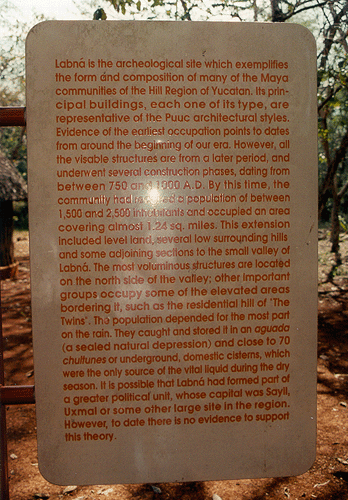 Labná is the archeological site which exemplifies
the form and composition of many of the Maya
communities of the Hill Region of Yucatan. Its prin-
cipal buildings, each one of its type, are
representative of the Puuc architectural styles.
Evidence of the earliest occupation points to dates
from around the beginning of our era. However, all
the visable structures are from a later period, and
underwent several construction phases, dating from
between 750 and 1000 A.D. By this time, the
community had reached a population of between
1,500 and 2,500 inhabitants and occupied an area
covering almost 1.24 sq. miles. This extension
included level land, several low surrounding hills
and some adjoining sections to the small valley of
Labná. The most voluminous structures are located
on the north side of the valley; other important
groups occupy some of the elevated areas
bordering it, such as the residential hill of 'The
Twins'. The population depended for the most part
on the rain. They caught and stored it in an aguada
(a sealed natural depression) and close to 70
chultunes or underground, domestic cisterns, which
were the only source of the vital liquid during the dry
season. It is possible that Labná had formed part of
a greater political unit, whose capital was Sayil,
Uxmal or some other large site in the region.
However, to date there is no evidence to support
this theory.